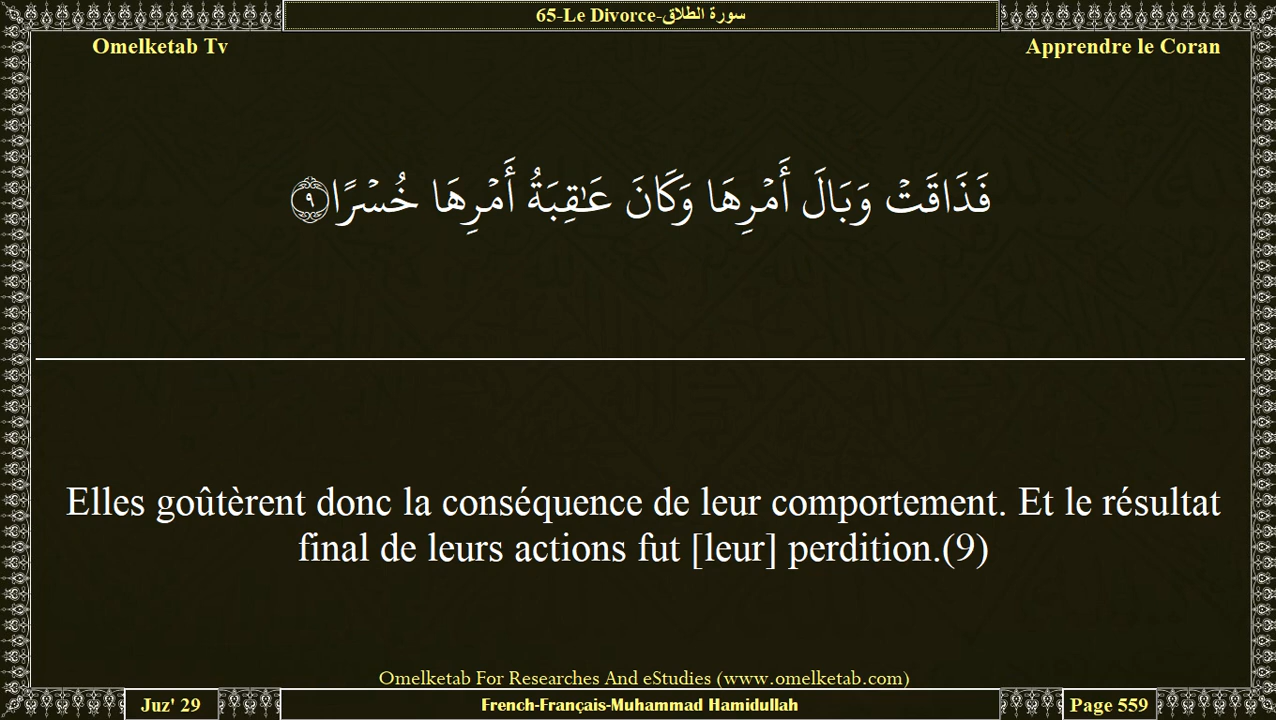 65-Le Divorce-سورة الطلاق
Omelketab Tv
Apprendre le Coran
فَذَاقَتۡ وَبَالَ أَمۡرِهَا وَكَانَ عَٰقِبَةُ أَمۡرِهَا خُسۡرًا ٩
Elles goûtèrent donc la conséquence de leur comportement. Et le résultat
final de leurs actions fut [leur] perdition.(9)
Omelketab For Researches And eStudies (www.omelketab.com)
Juz' 29
French-Français-Muhammad Hamidullah
Page 559